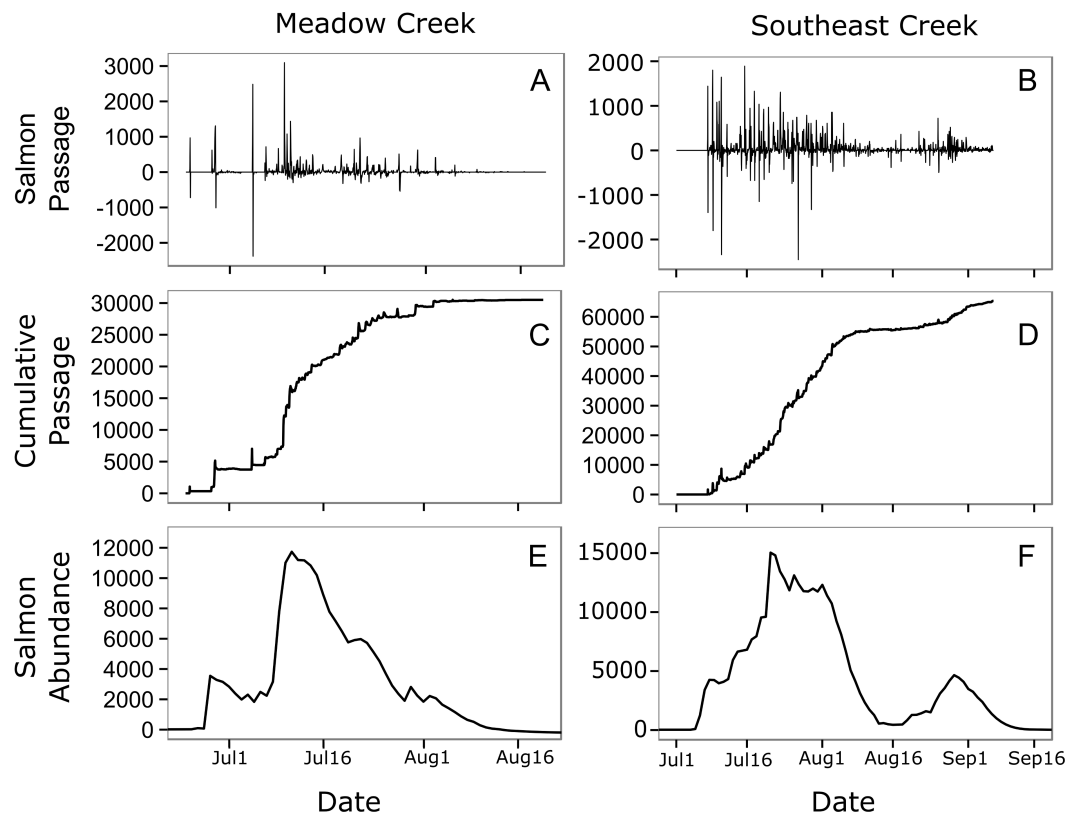 Meadow Creek
Southeast Creek
Salmon
Passage
3000
2000
1000
0
-1000
-2000
A
2000
1000
0
-1000
-2000
B
Cumulative
Passage
30000
25000
20000
15000
10000
5000
0
C
60000
50000
40000
30000
20000
10000
0
D
Salmon
Abundance
12000
10000
8000
6000
4000
2000
0
E
15000
10000
5000
0
F
Jul1 Jul16 Aug1 Aug16
Jul1 Jul16 Aug1 Aug16 Sep1 Sep16
Date
Date